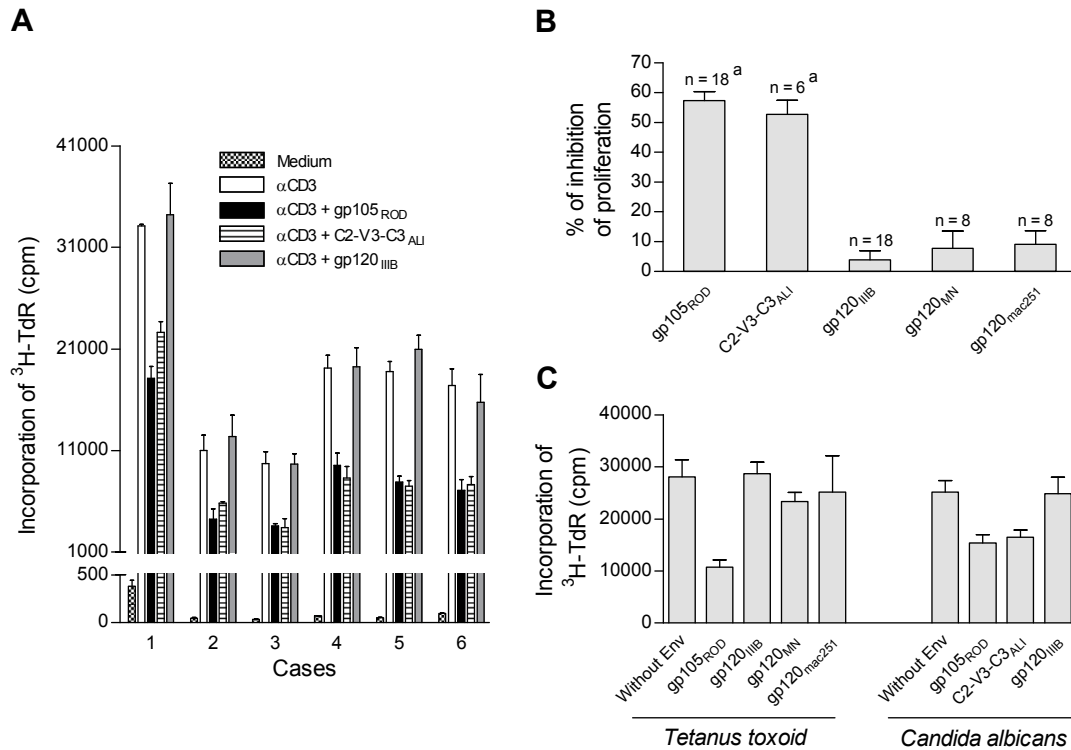 A
Incorporation of ³H-TdR (cpm)
41000
31000
21000
11000
1000
500
0
Medium
αCD3
αCD3 + gp105ROD
αCD3 + C2-V3-C3ALI
αCD3 + gp120IIIB
1 2 3 4 5 6
Cases
B
% of inhibition
of proliferation
70
60
50
40
30
20
10
0
n = 18 a
n = 6 a
n = 18
n = 8
n = 8
gp105ROD
C2-V3-C3ALI
gp120IIIB
gp120MN
gp120mac251
C
Incorporation of
³H-TdR (cpm)
40000
30000
20000
10000
0
Without Env
gp105ROD
gp120IIIB
gp120MN
gp120mac251
Without Env
gp105ROD
C2-V3-C3ALI
gp120IIIB
Tetanus toxoid
Candida albicans